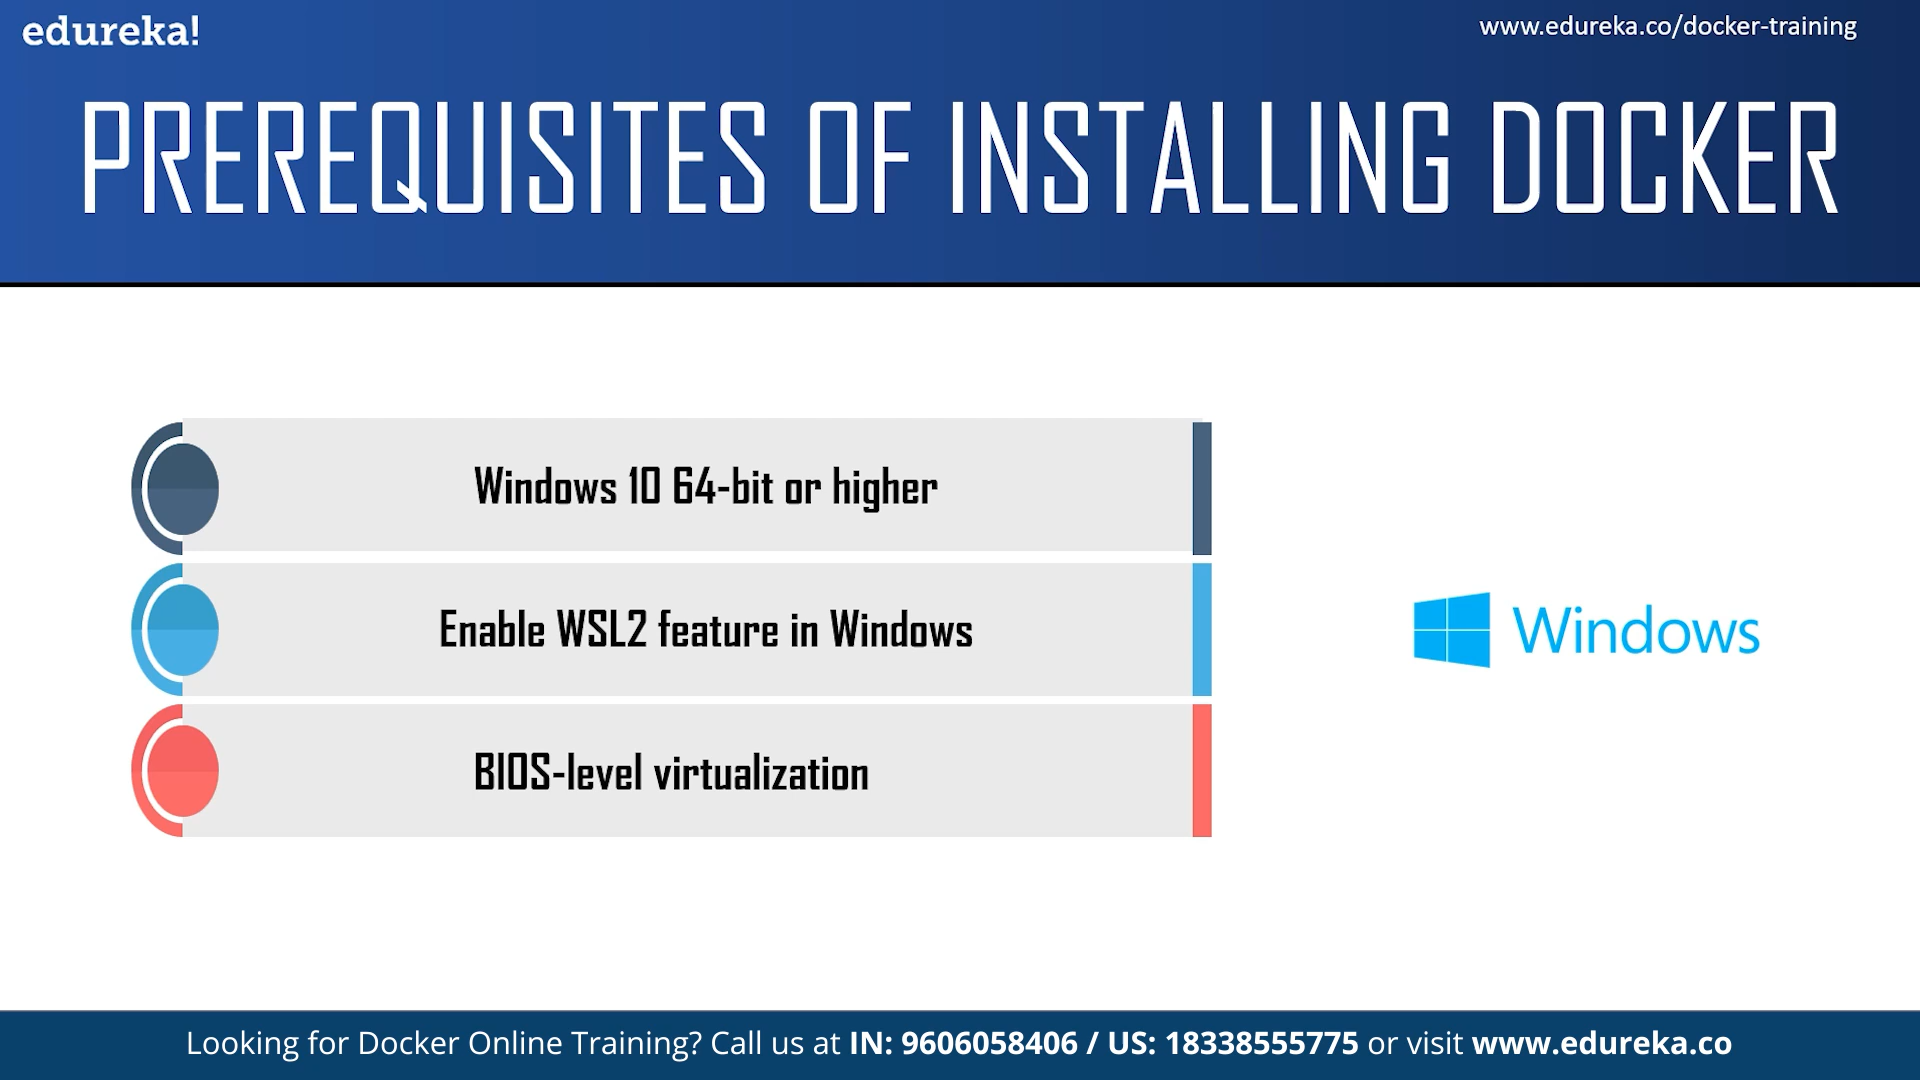 edureka!
www.edureka.co/docker-training
PREREQUISITES OF INSTALLING DOCKER
Windows 10 64-bit or higher
Enable WSL2 feature in Windows
BIOS-level virtualization
Windows
Looking for Docker Online Training? Call us at IN: 9606058406 / US: 18338555775 or visit www.edureka.co